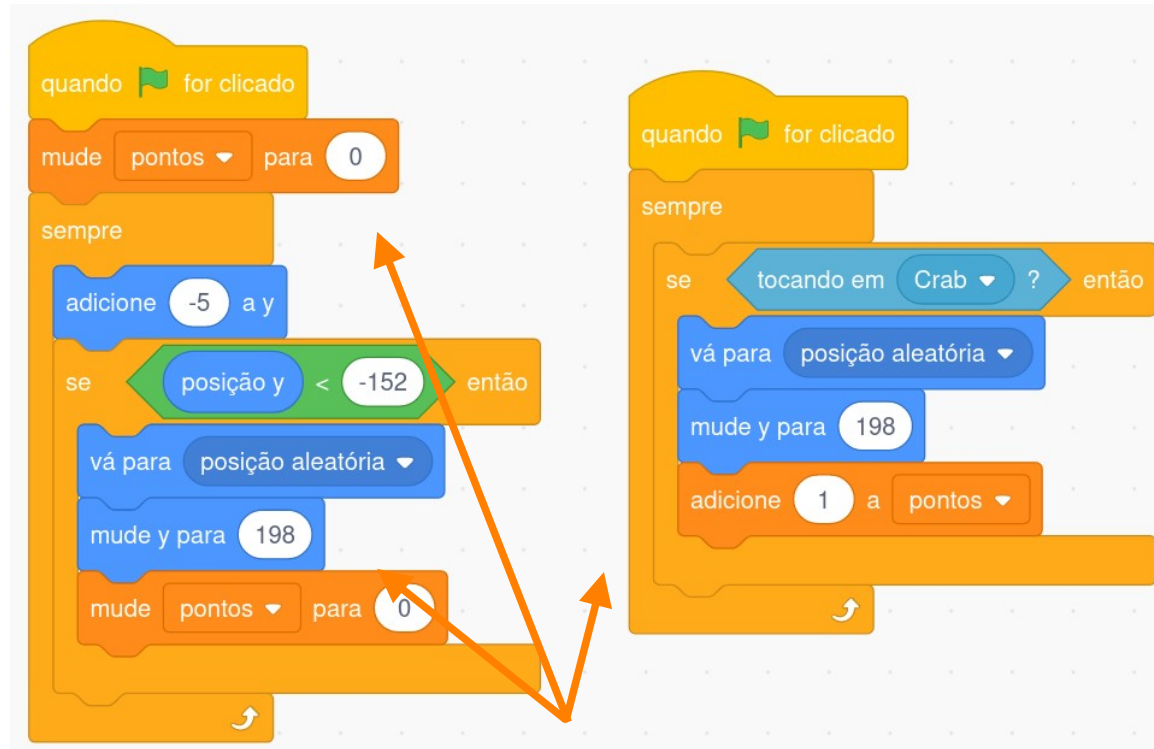 quando for clicado
mude pontos para 0
sempre
adicione -5 a y
se posição y < -152 então
vá para posição aleatória
mude y para 198
mude pontos para 0
quando for clicado
sempre
se tocando em Crab ? então
vá para posição aleatória
mude y para 198
adicione 1 a pontos